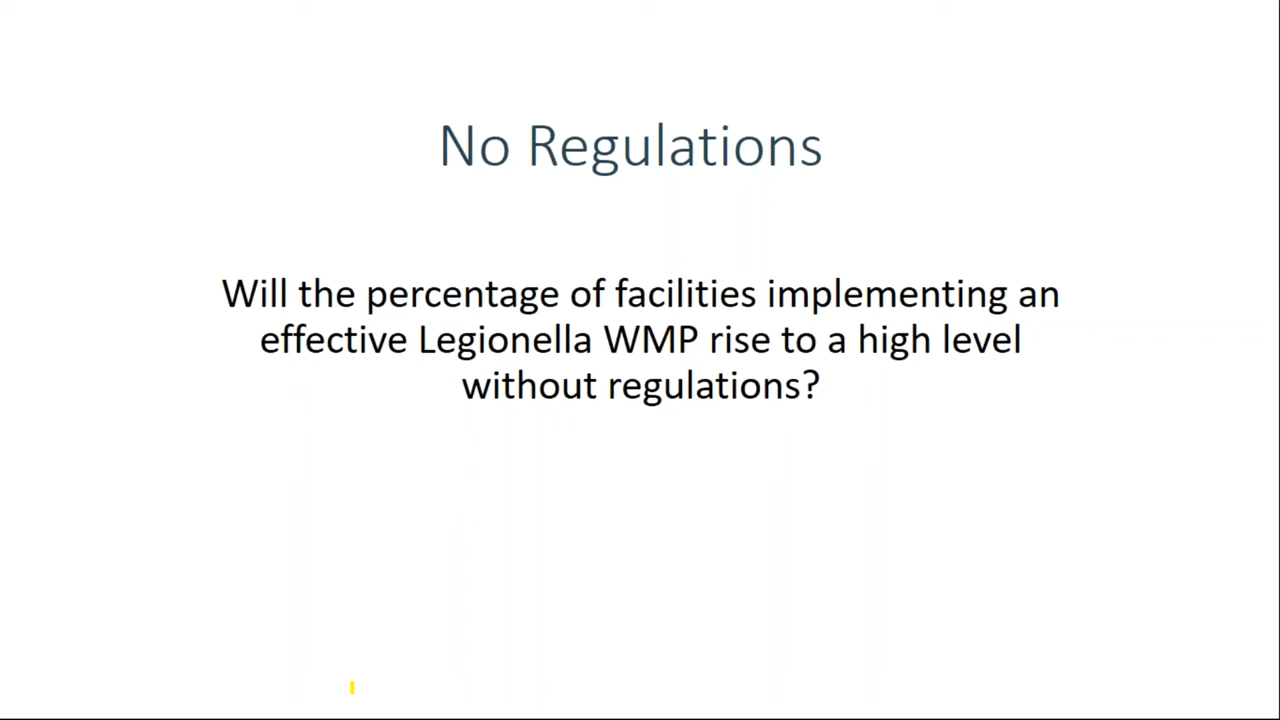 No Regulations
Will the percentage of facilities implementing an
effective Legionella WMP rise to a high level
without regulations?